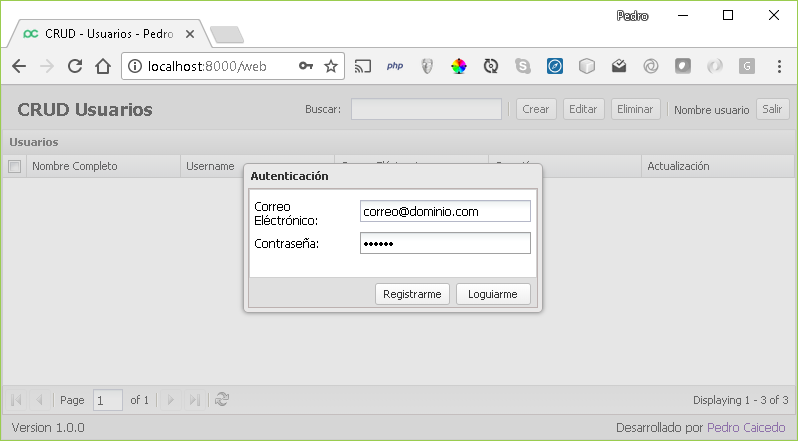 Pedro
CRUD - Usuarios - Pedro
localhost:8000/web
php
G
CRUD Usuarios
Buscar:
Crear
Editar
Eliminar
Nombre usuario
Salir
Usuarios
Nombre Completo
Username
Actualización
Autenticación
Correo
Eléctrónico:
correo@dominio.com
Contraseña:
••••••
Registrarme
Loguiarme
Page 1 of 1
Displaying 1 - 3 of 3
Version 1.0.0
Desarrollado por Pedro Caicedo